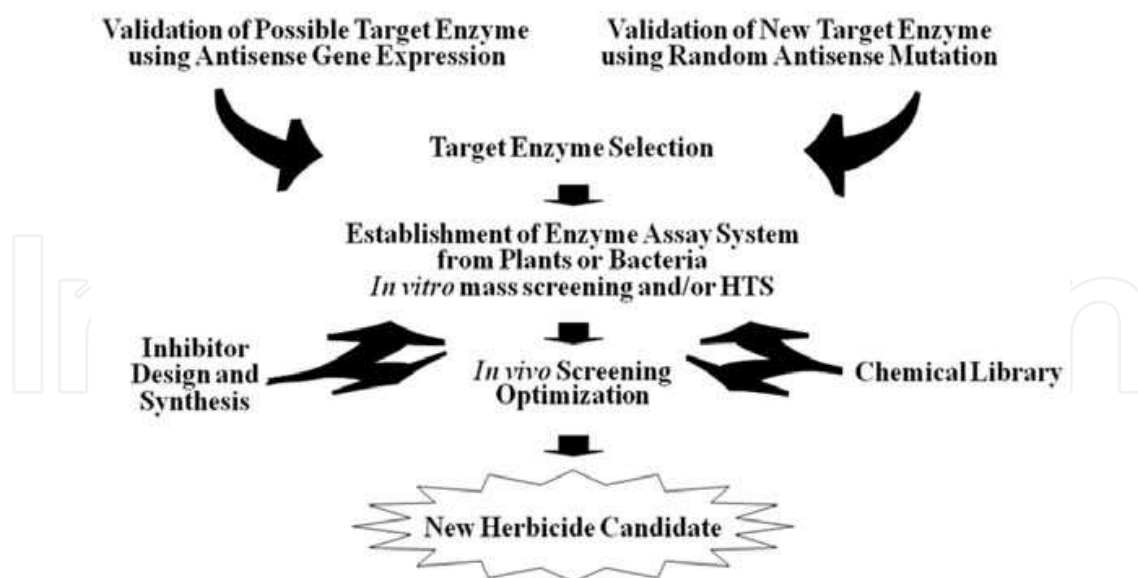 Validation of Possible Target Enzyme
using Antisense Gene Expression
Validation of New Target Enzyme
using Random Antisense Mutation
Target Enzyme Selection
Establishment of Enzyme Assay System
from Plants or Bacteria
In vitro mass screening and/or HTS
Inhibitor
Design and
Synthesis
In vivo Screening
Optimization
Chemical Library
New Herbicide Candidate